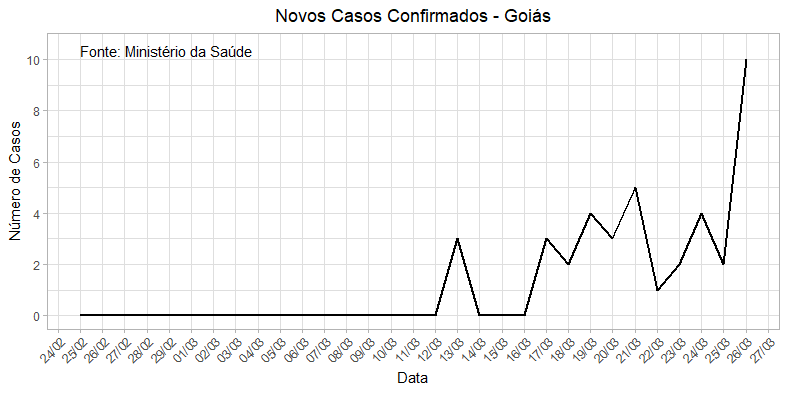 Novos Casos Confirmados - Goiás
Fonte: Ministério da Saúde
Número de Casos
10
8
6
4
2
0
24/02 25/02 26/02 27/02 28/02 29/02 01/03 02/03 03/03 04/03 05/03 06/03 07/03 08/03 09/03 10/03 11/03 12/03 13/03 14/03 15/03 16/03 17/03 18/03 19/03 20/03 21/03 22/03 23/03 24/03 25/03 26/03 27/03
Data